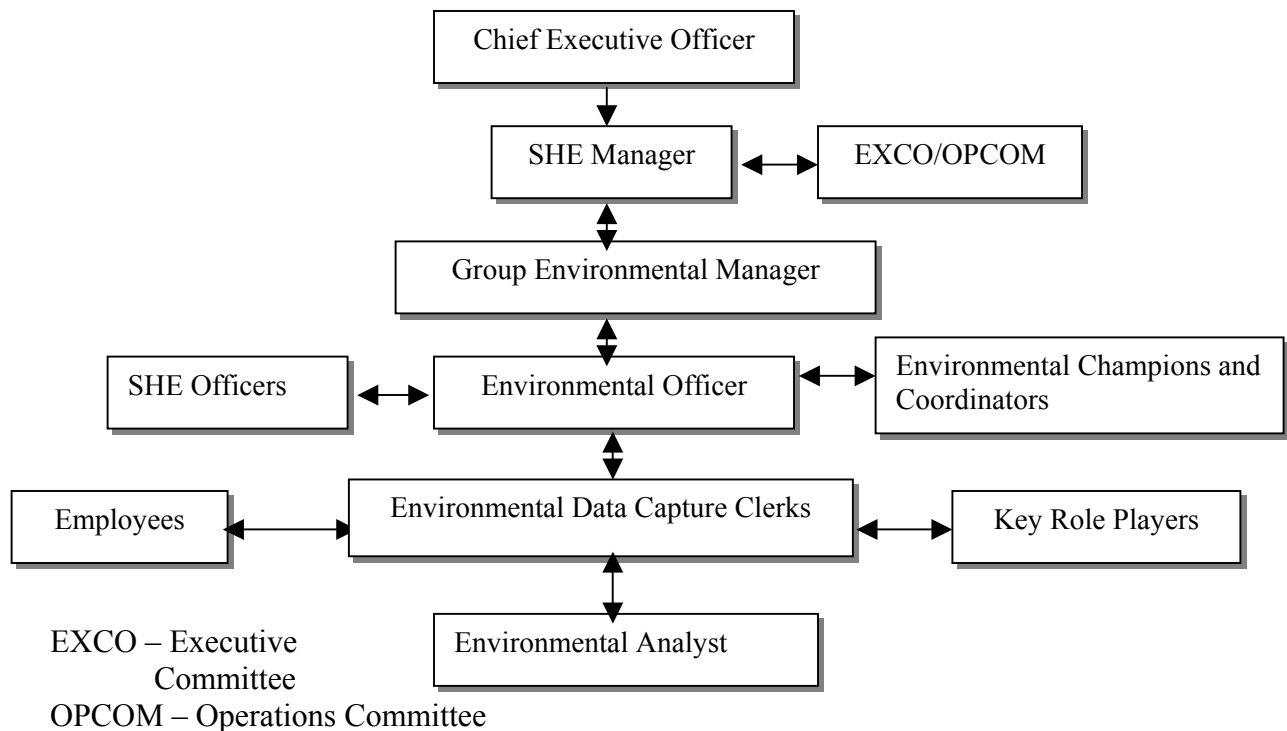 Chief Executive Officer
SHE Manager
EXCO/OPCOM
Group Environmental Manager
SHE Officers
Environmental Officer
Environmental Champions and
Coordinators
Employees
Environmental Data Capture Clerks
Key Role Players
Environmental Analyst
EXCO – Executive
Committee
OPCOM – Operations Committee